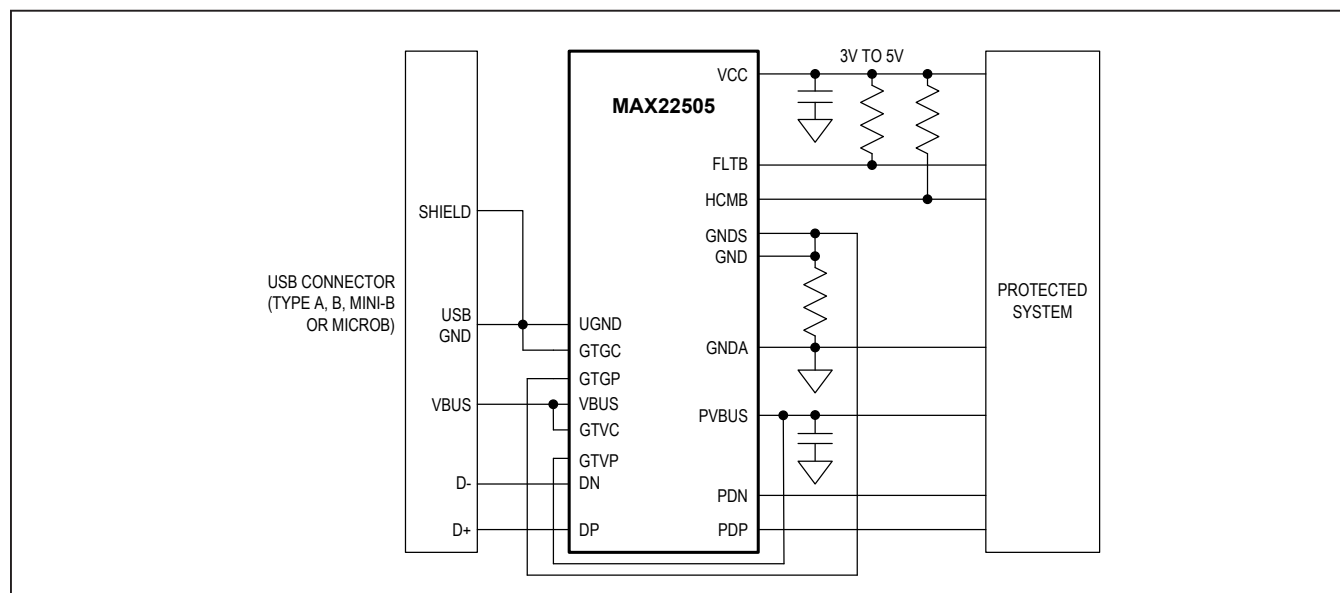 3V TO 5V
VCC
MAX22505
FLTB
HCMB
SHIELD
GNDS
GND
USB CONNECTOR
(TYPE A, B, MINI-B
OR MICROB)
PROTECTED
SYSTEM
USB
GND
UGND
GTGC
GNDA
GTGP
VBUS
VBUS
GTVC
PVBUS
GTVP
D-
DN
PDN
D+
DP
PDP